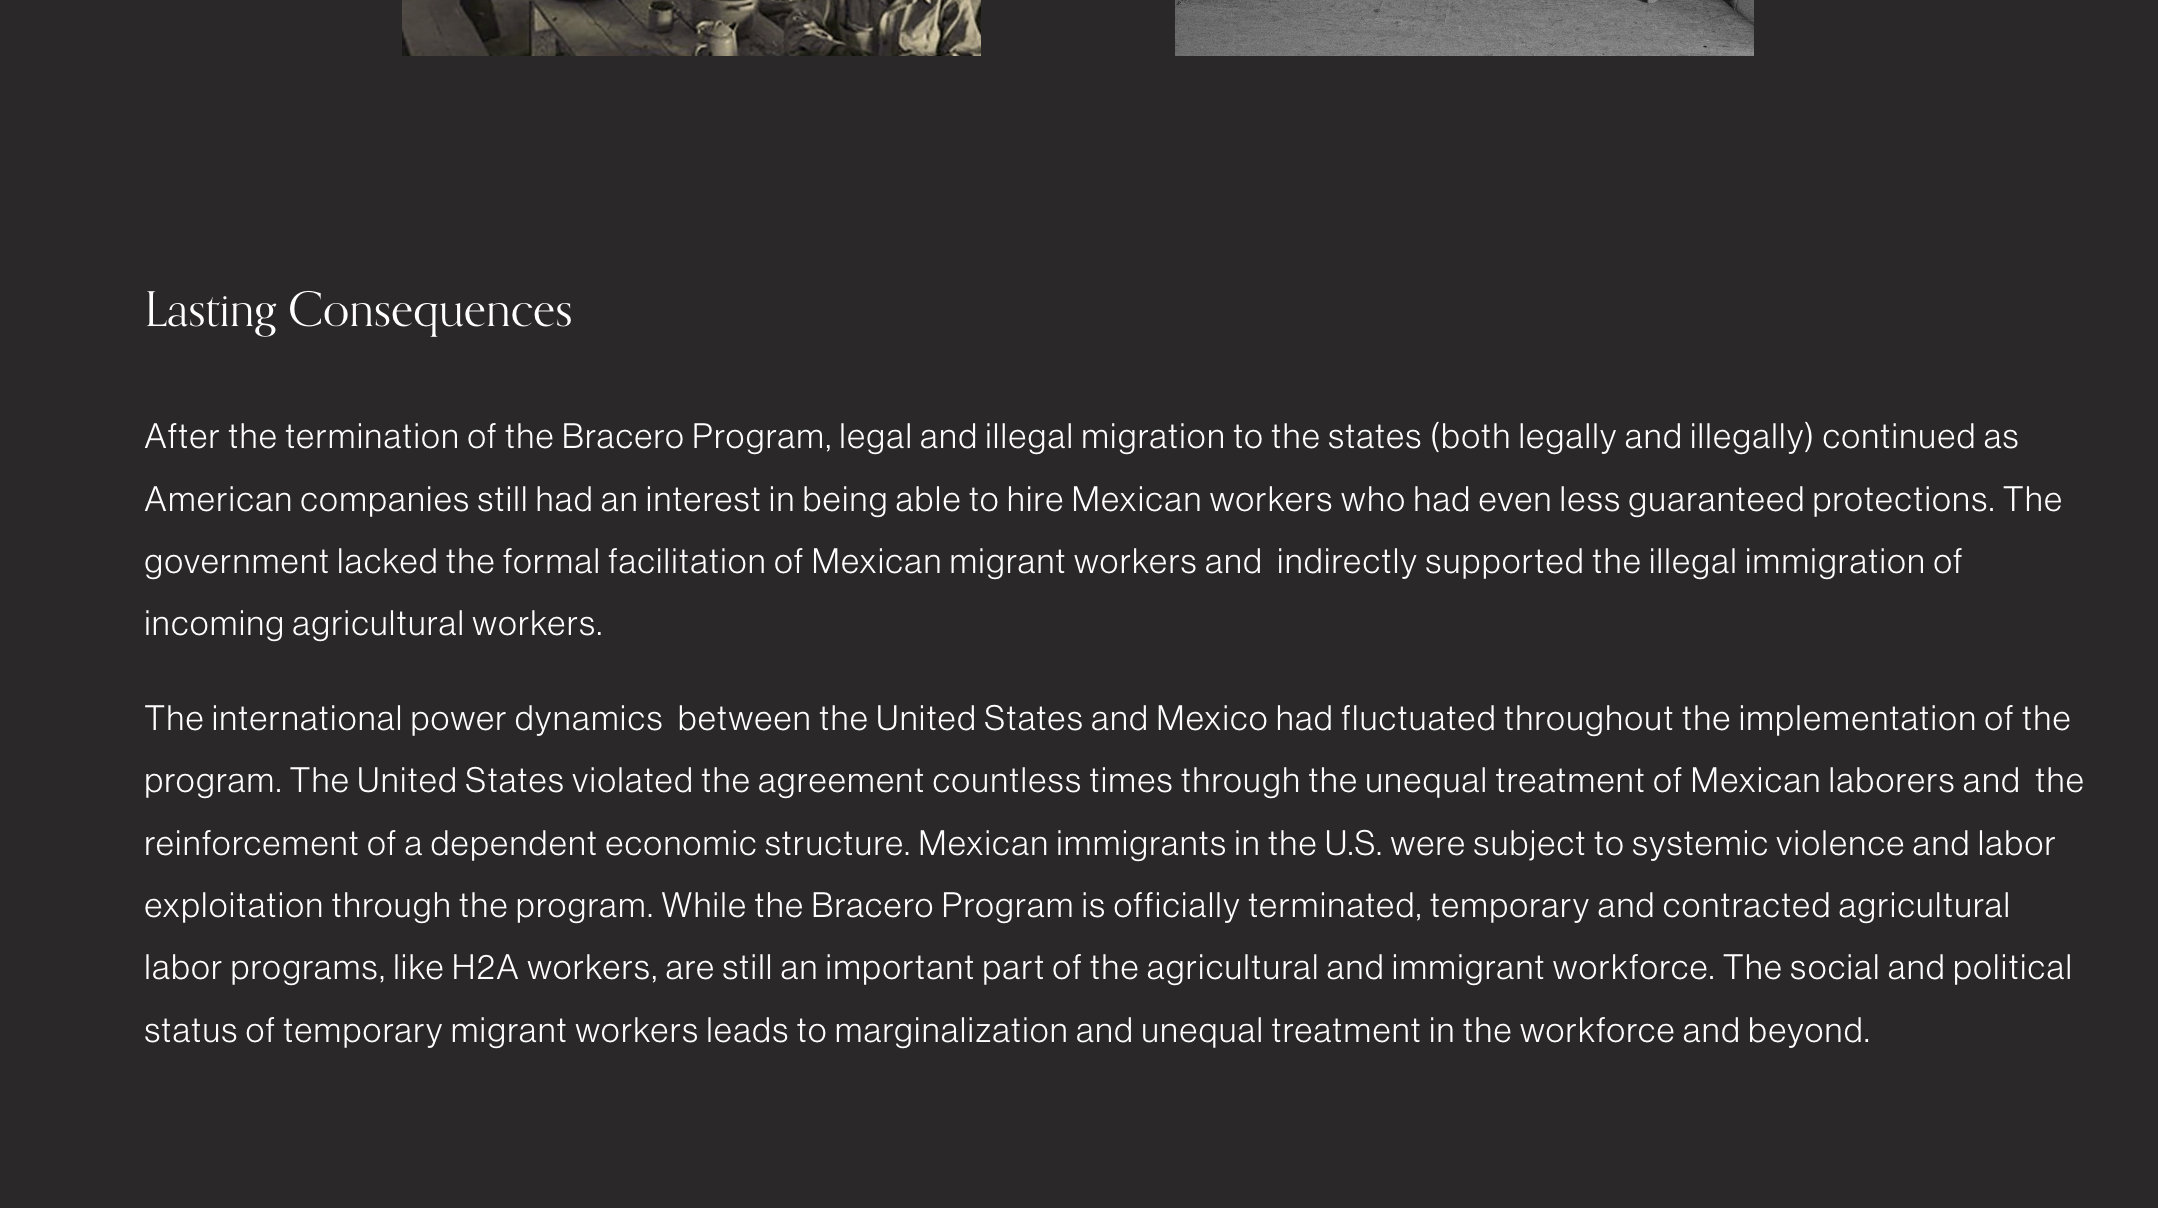 Lasting Consequences
After the termination of the Bracero Program, legal and illegal migration to the states (both legally and illegally) continued as
American companies still had an interest in being able to hire Mexican workers who had even less guaranteed protections. The
government lacked the formal facilitation of Mexican migrant workers and  indirectly supported the illegal immigration of
incoming agricultural workers.
The international power dynamics  between the United States and Mexico had fluctuated throughout the implementation of the
program. The United States violated the agreement countless times through the unequal treatment of Mexican laborers and  the
reinforcement of a dependent economic structure. Mexican immigrants in the U.S. were subject to systemic violence and labor
exploitation through the program. While the Bracero Program is officially terminated, temporary and contracted agricultural
labor programs, like H2A workers, are still an important part of the agricultural and immigrant workforce. The social and political
status of temporary migrant workers leads to marginalization and unequal treatment in the workforce and beyond.